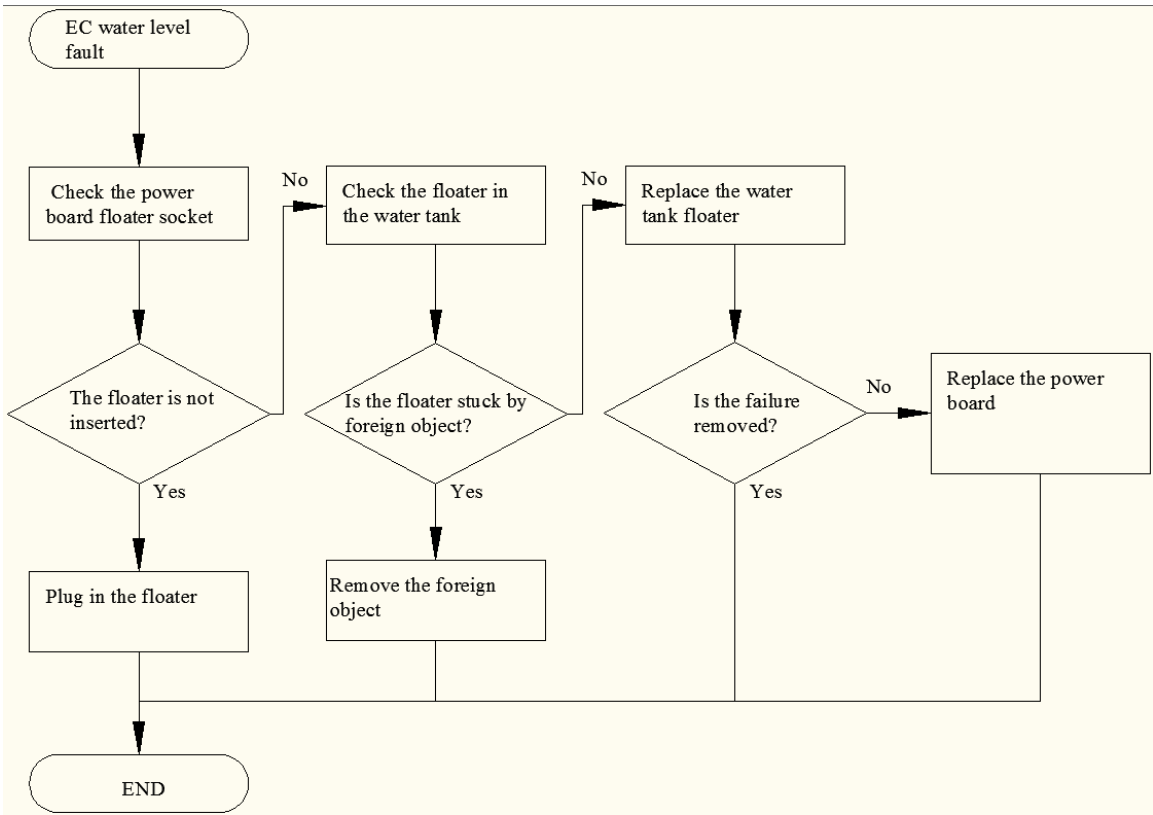 EC water level
fault
Check the power
board floater socket
The floater is not
inserted?
Yes
Plug in the floater
No
Check the floater in
the water tank
Is the floater stuck by
foreign object?
Yes
Remove the foreign
object
No
Replace the water
tank floater
Is the failure
removed?
Yes
No
Replace the power
board
END